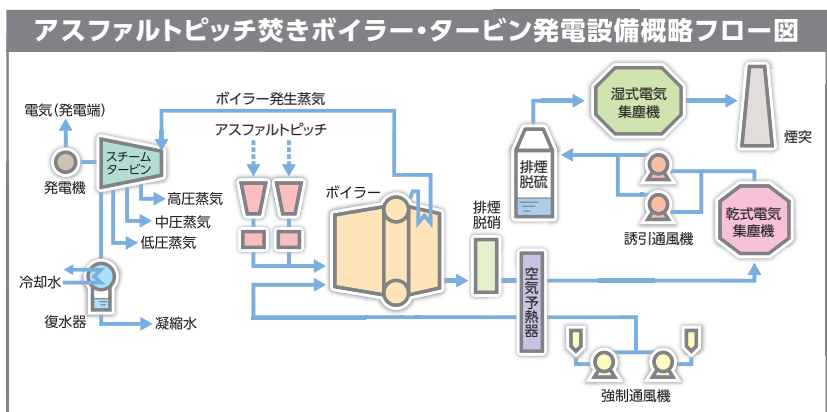 アスファルトピッチ焚きボイラー・タービン発電設備概略フロー図
電気(発電端)
ボイラー発生蒸気
アスファルトピッチ
スチーム
タービン
発電機
高圧蒸気
中圧蒸気
低圧蒸気
冷却水
復水器
凝縮水
ボイラー
排煙
脱硝
空気予熱器
排煙
脱硫
湿式電気
集塵機
煙突
誘引通風機
乾式電気
集塵機
強制通風機